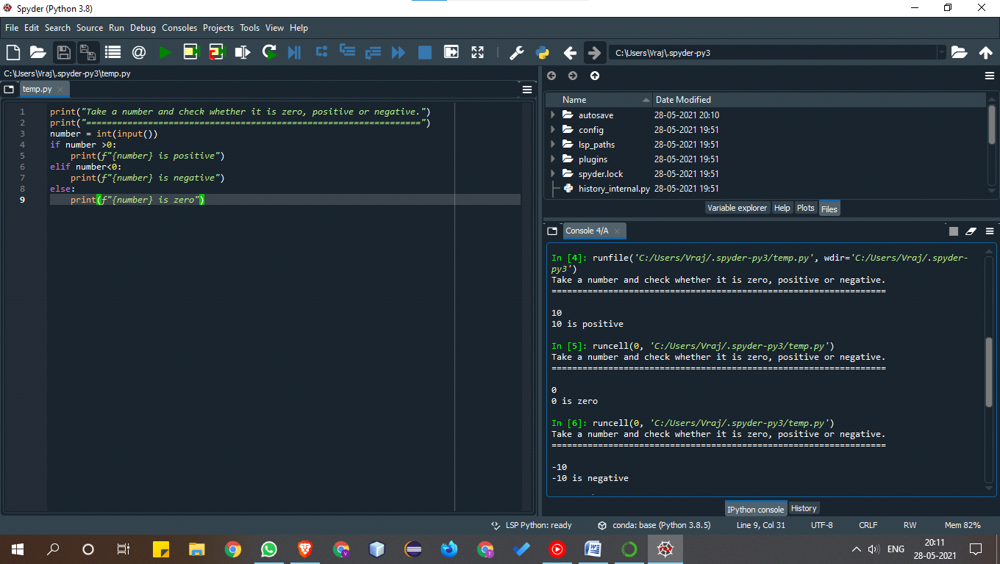 Spyder (Python 3.8)
File Edit Search Source Run Debug Consoles Projects Tools View Help
C:\Users\Vraj\.spyder-py3
C:\Users\Vraj\.spyder-py3\temp.py
temp.py
1 print("Take a number and check whether it is zero, positive or negative.")
2 print("=================================================================")
3 number = int(input())
4 if number >0:
5     print(f"{number} is positive")
6 elif number<0:
7     print(f"{number} is negative")
8 else:
9     print(f"{number} is zero")
Name Date Modified
autosave 28-05-2021 20:10
config 28-05-2021 19:51
lsp_paths 28-05-2021 19:51
plugins 28-05-2021 19:51
spyder.lock 28-05-2021 19:51
history_internal.py 28-05-2021 19:51
Variable explorer Help Plots Files
Console 4/A
In [4]: runfile('C:/Users/Vraj/.spyder-py3/temp.py', wdir='C:/Users/Vraj/.spyder-
py3')
Take a number and check whether it is zero, positive or negative.
=================================================================
10
10 is positive
In [5]: runcell(0, 'C:/Users/Vraj/.spyder-py3/temp.py')
Take a number and check whether it is zero, positive or negative.
=================================================================
0
0 is zero
In [6]: runcell(0, 'C:/Users/Vraj/.spyder-py3/temp.py')
Take a number and check whether it is zero, positive or negative.
=================================================================
-10
-10 is negative
IPython console History
LSP Python: ready conda: base (Python 3.8.5) Line 9, Col 31 UTF-8 CRLF RW Mem 82%
ENG
20:11
28-05-2021